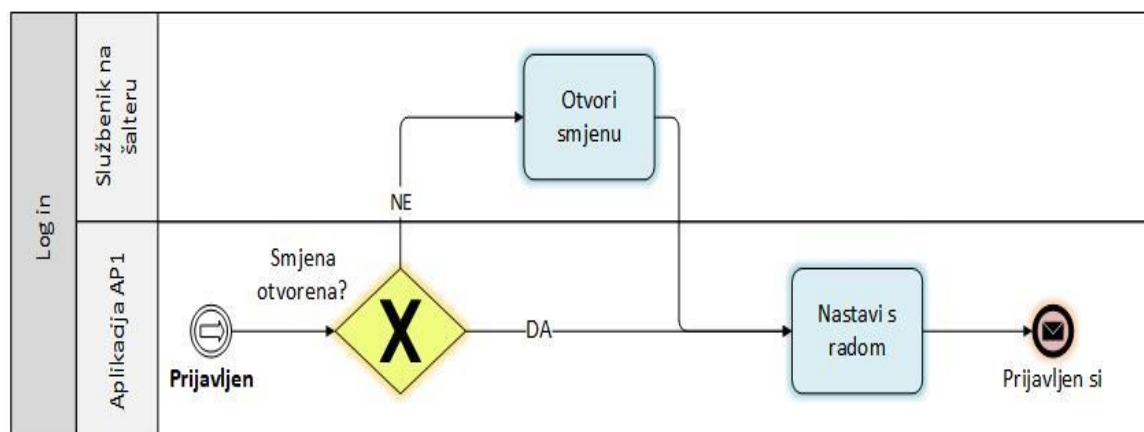 Log in
Službenik na
šalteru
Otvori
smjenu
NE
Aplikacija AP1
Smjena
otvorena?
X
DA
Prijavljen
Nastavi s
radom
Prijavljen si